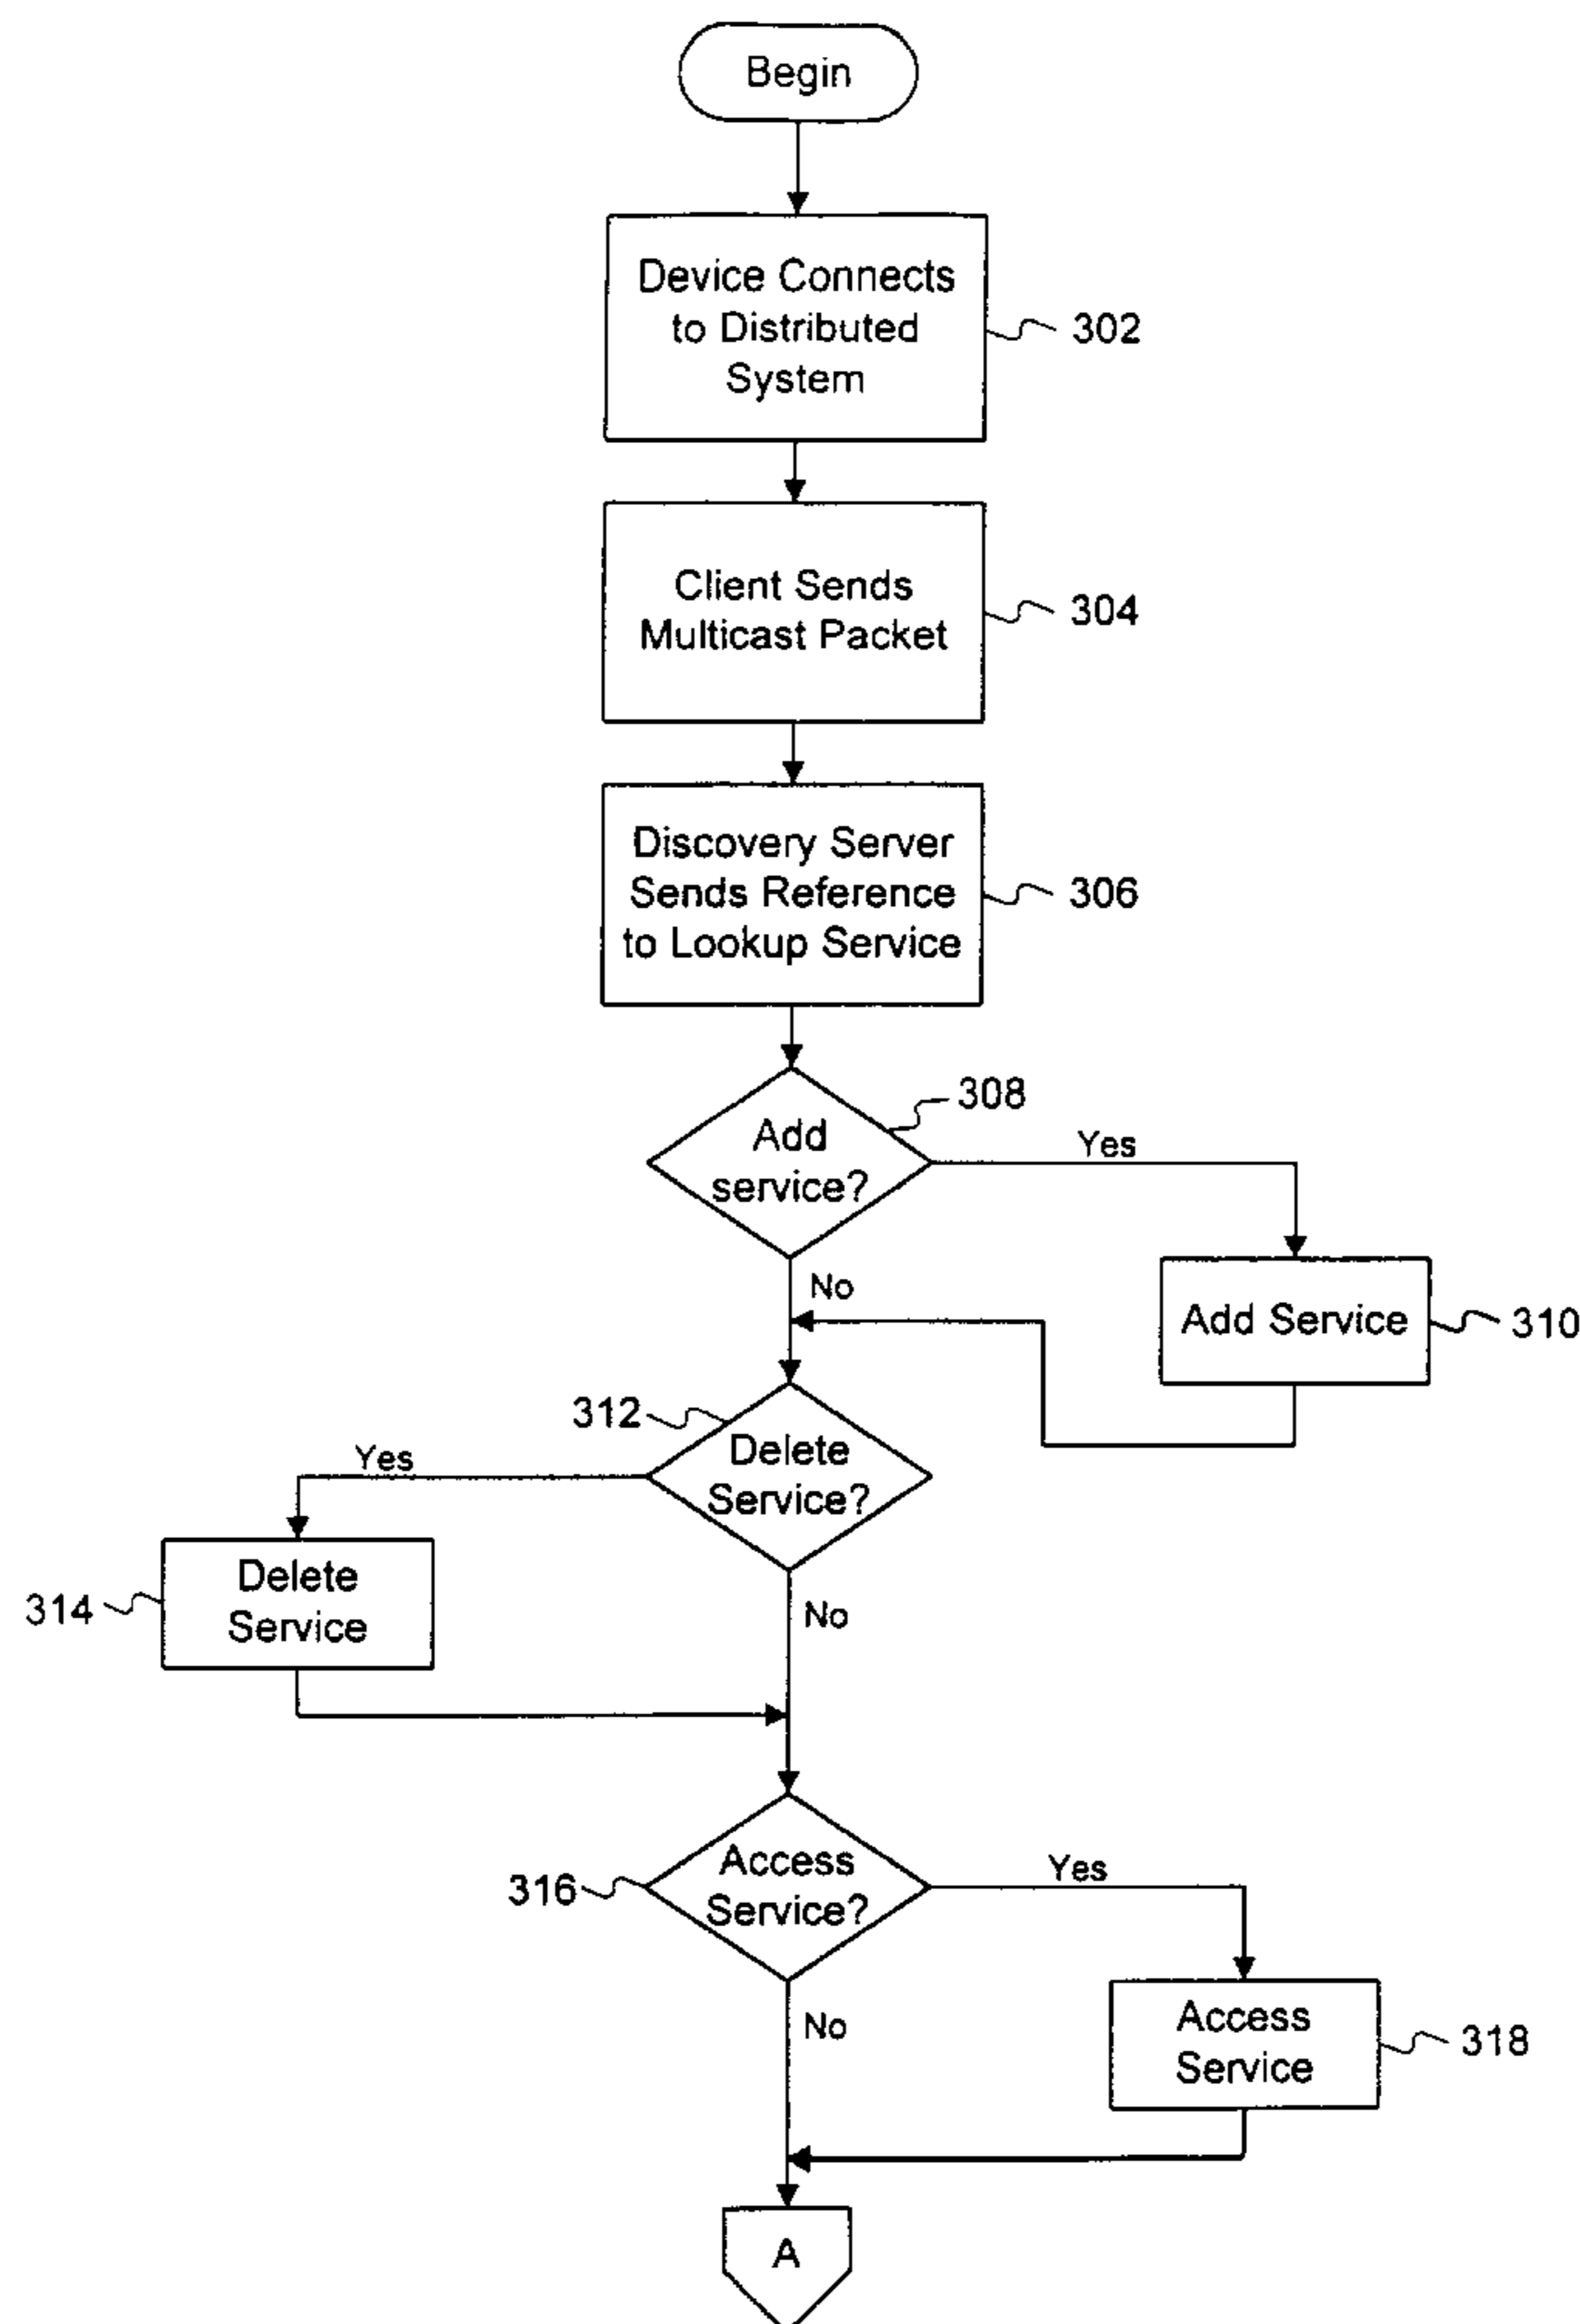 Begin
Device Connects
to Distributed
System
302
Client Sends
Multicast Packet
304
Discovery Server
Sends Reference
to Lookup Service
306
308
Add
service?
Yes
No
Add Service
310
312
Delete
Service?
Yes
Delete
Service
314
No
316
Access
Service?
Yes
No
Access
Service
318
A